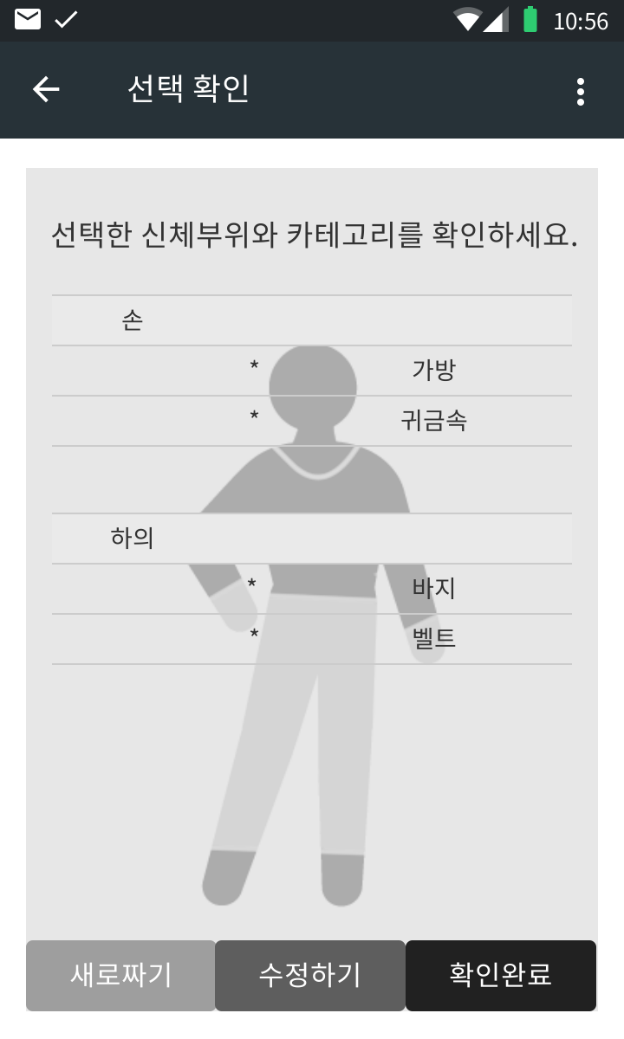 10:56
선택 확인
선택한 신체부위와 카테고리를 확인하세요.
손
* 가방
* 귀금속
하의
* 바지
* 벨트
새로짜기 수정하기 확인완료